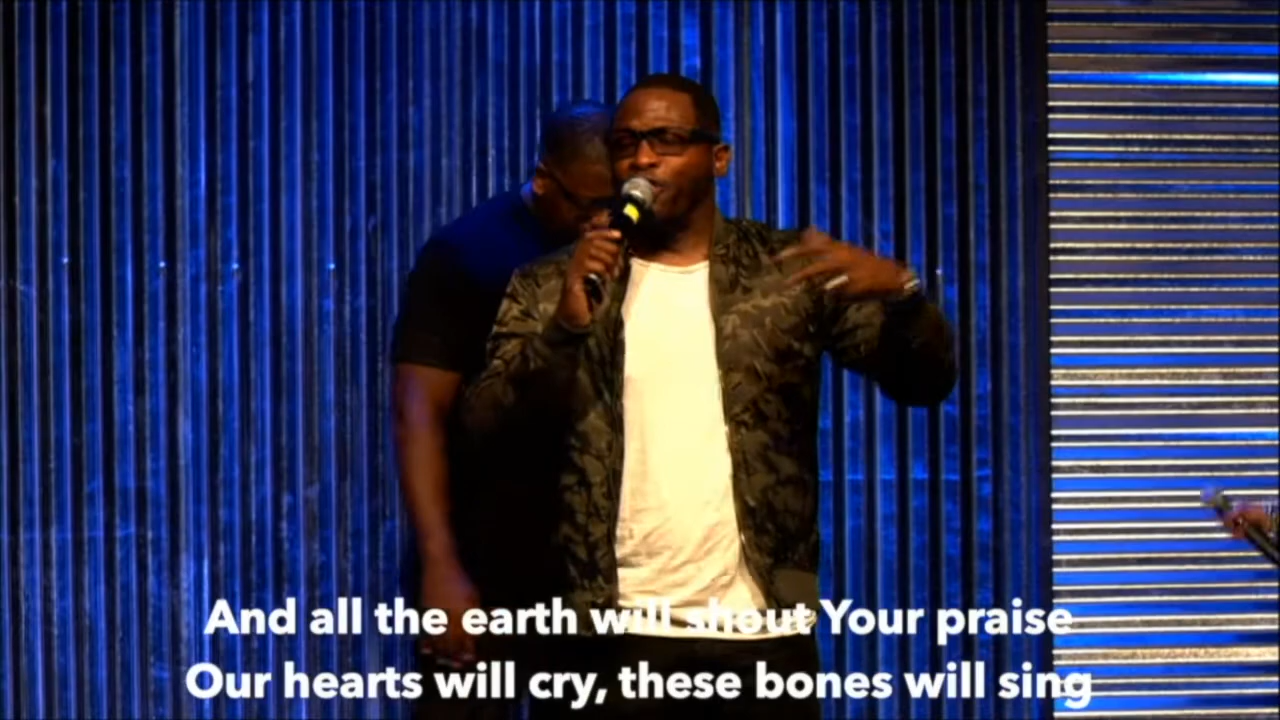 And all the earth will shout Your praise
Our hearts will cry, these bones will sing